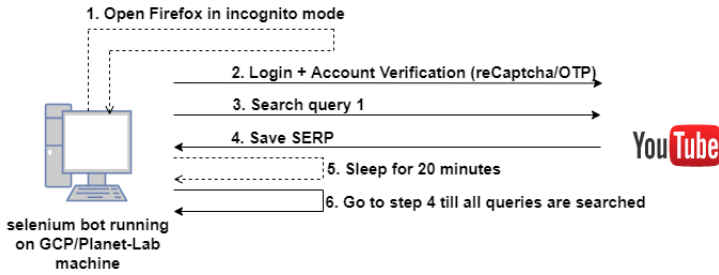 1. Open Firefox in incognito mode
2. Login + Account Verification (reCaptcha/OTP)
3. Search query 1
4. Save SERP
YouTube
5. Sleep for 20 minutes
6. Go to step 4 till all queries are searched
selenium bot running
on GCP/Planet-Lab
machine